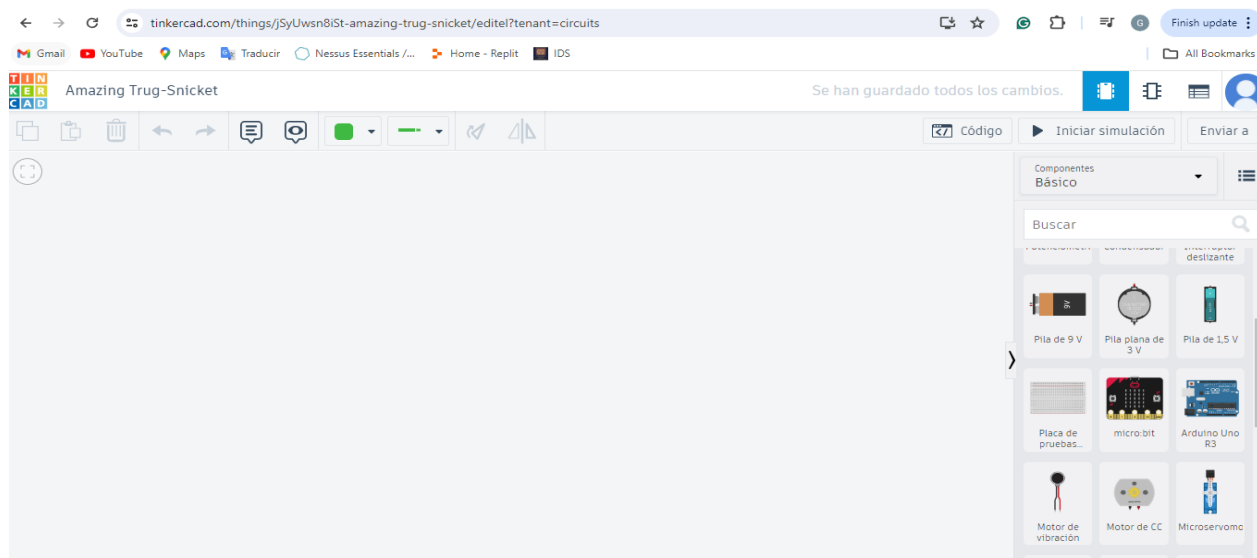 tinkercad.com/things/jSyUwsn8iSt-amazing-trug-snicket/editel?tenant=circuits
Finish update
Gmail YouTube Maps Traducir Nessus Essentials /... Home - Replit IDS All Bookmarks
TIN
KER
CAD
Amazing Trug-Snicket
Se han guardado todos los cambios.
Código Iniciar simulación Enviar a
Componentes
Básico
Buscar
deslizante
9V
Pila de 9 V
Pila plana de
3 V
Pila de 1,5 V
Placa de
pruebas...
micro:bit
Arduino Uno
R3
Motor de
vibración
Motor de CC
Microservomo